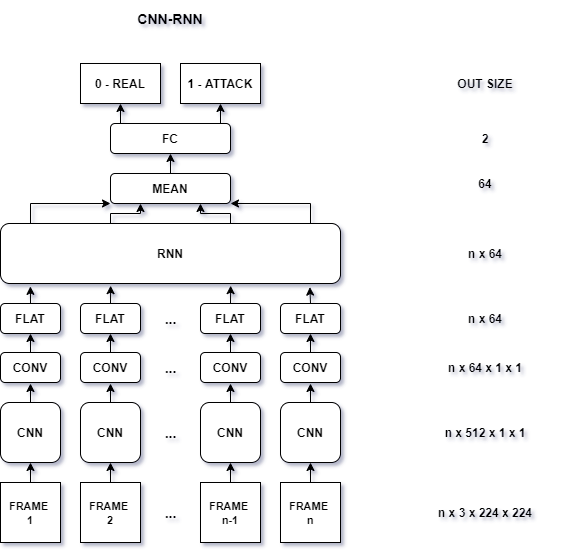 CNN-RNN
0 - REAL 1 - ATTACK OUT SIZE
FC 2
MEAN 64
RNN n x 64
FLAT FLAT ... FLAT FLAT n x 64
CONV CONV ... CONV CONV n x 64 x 1 x 1
CNN CNN ... CNN CNN n x 512 x 1 x 1
FRAME FRAME FRAME FRAME
1 2 ... n-1 n n x 3 x 224 x 224